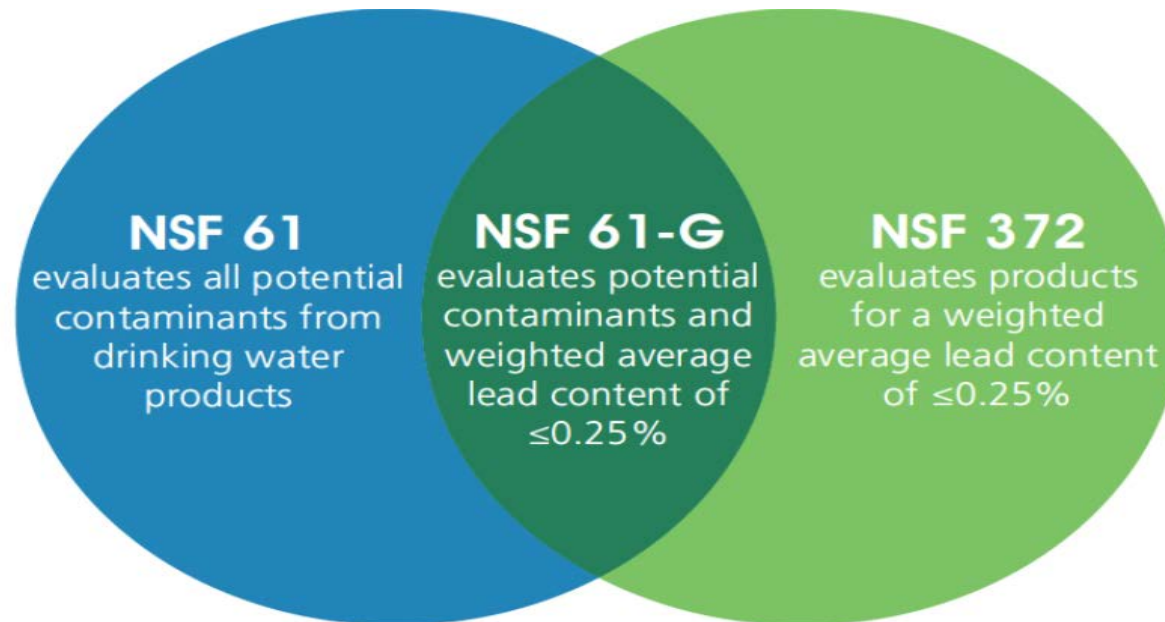 NSF 61
evaluates all potential
contaminants from
drinking water
products
NSF 61-G
evaluates potential
contaminants and
weighted average
lead content of
≤0.25%
NSF 372
evaluates products
for a weighted
average lead content
of ≤0.25%